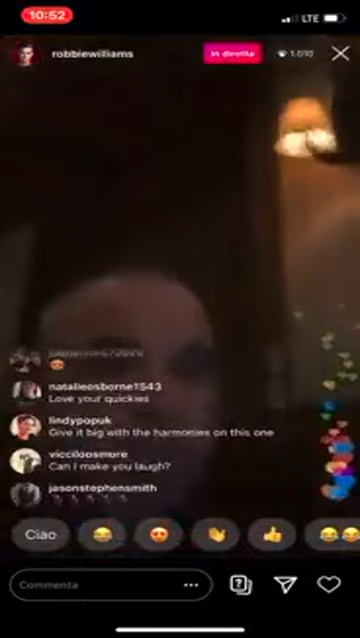 10:52
LTE
robbiewilliams
In diretta
1.010
natalieosborne1543
Love your quickies
lindypopuk
Give it big with the harmonies on this one
vicciloosmore
Can I make you laugh?
jasonstephensmith
Ciao
Commenta